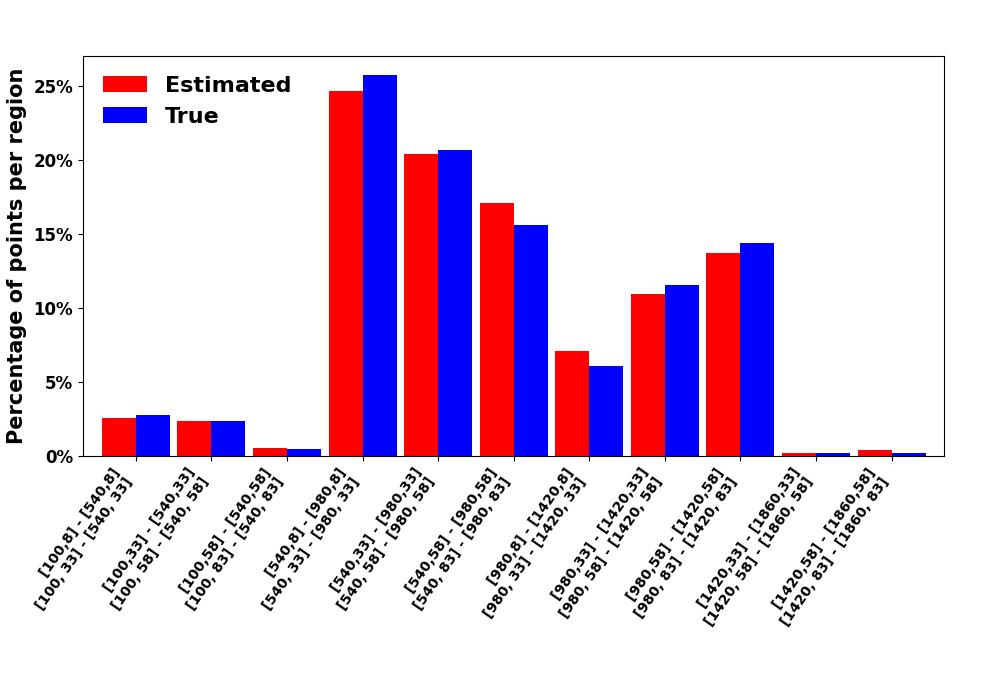 Estimated
True
Percentage of points per region
25%
20%
15%
10%
5%
0%
[100,8] - [540,8]
[100, 33] - [540, 33]
[100,33] - [540,33]
[100, 58] - [540, 58]
[100,58] - [540,58]
[100, 83] - [540, 83]
[540,8] - [980,8]
[540, 33] - [980, 33]
[540,33] - [980,33]
[540, 58] - [980, 58]
[540,58] - [980,58]
[540, 83] - [980, 83]
[980,8] - [1420,8]
[980, 33] - [1420, 33]
[980,33] - [1420,33]
[980, 58] - [1420, 58]
[980,58] - [1420,58]
[980, 83] - [1420, 83]
[1420,33] - [1860,33]
[1420, 58] - [1860, 58]
[1420,58] - [1860,58]
[1420, 83] - [1860, 83]